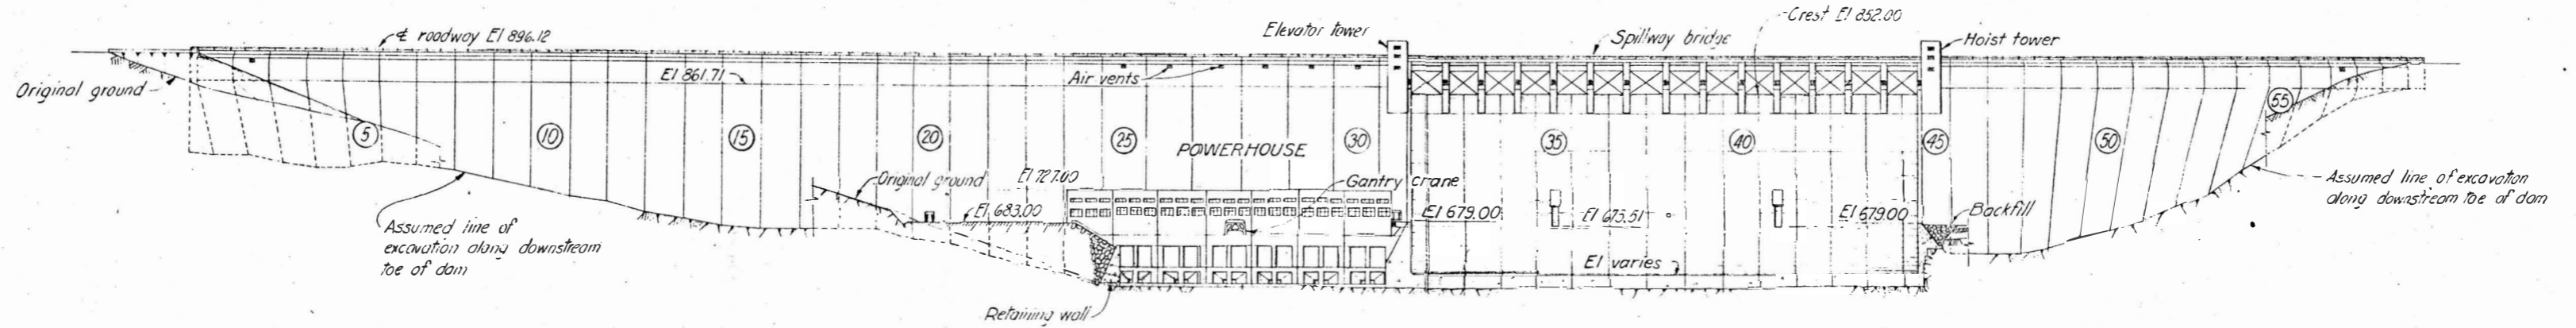 Crest El 852.00
℄ roadway El 896.12
Elevator tower
Spillway bridge
Hoist tower
El 861.71
Air vents
Original ground
5
10
15
20
25
POWERHOUSE
30
35
40
45
50
55
Original ground
El 727.00
Gantry crane
Assumed line of excavation
along downstream toe of dam
El 683.00
El 679.00
El 673.51
El 679.00
Backfill
Assumed line of
excavation along downstream
toe of dam
El varies
Retaining wall